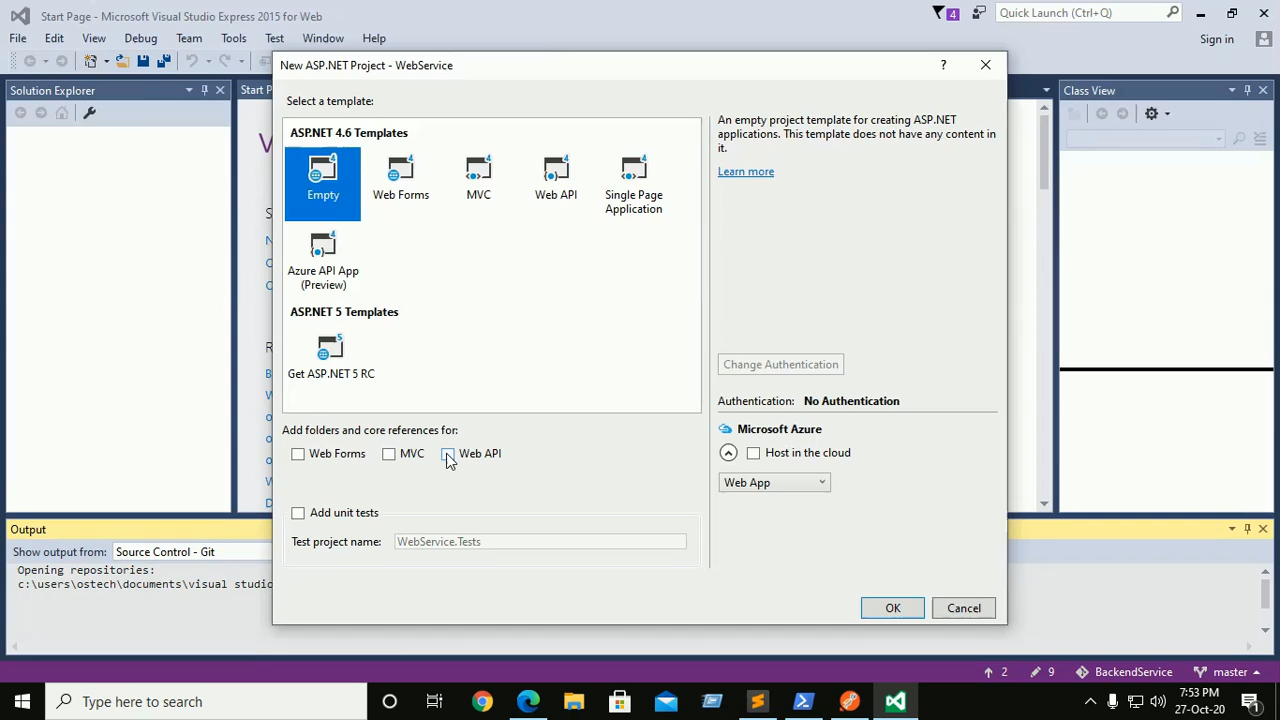 Start Page - Microsoft Visual Studio Express 2015 for Web
4
Quick Launch (Ctrl+Q)
File Edit View Debug Team Tools Test Window Help
Sign in
New ASP.NET Project - WebService
?
Solution Explorer
Start P
Class View
Select a template:
ASP.NET 4.6 Templates
Empty
Web Forms
MVC
Web API
Single Page
Application
Azure API App
(Preview)
ASP.NET 5 Templates
Get ASP.NET 5 RC
An empty project template for creating ASP.NET
applications. This template does not have any content in
it.
Learn more
Change Authentication
Authentication: No Authentication
Microsoft Azure
Host in the cloud
Web App
Add folders and core references for:
Web Forms MVC Web API
Add unit tests
Test project name: WebService.Tests
OK Cancel
Output
Show output from: Source Control - Git
Opening repositories:
c:\users\ostech\documents\visual studio
2 9 BackendService master
Type here to search
7:53 PM
27-Oct-20
1